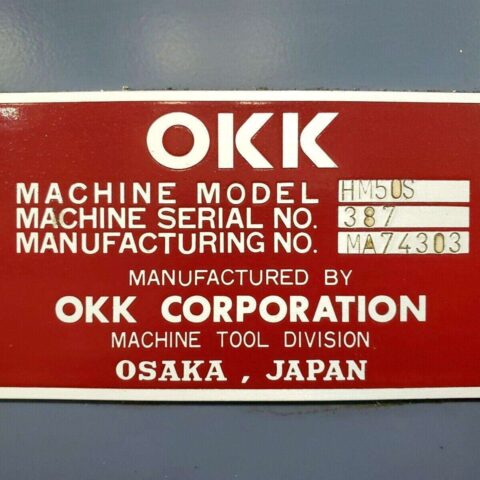 OKK
MACHINE MODEL HM50S
MACHINE SERIAL NO. 387
MANUFACTURING NO. MA74303
MANUFACTURED BY
OKK CORPORATION
MACHINE TOOL DIVISION
OSAKA , JAPAN